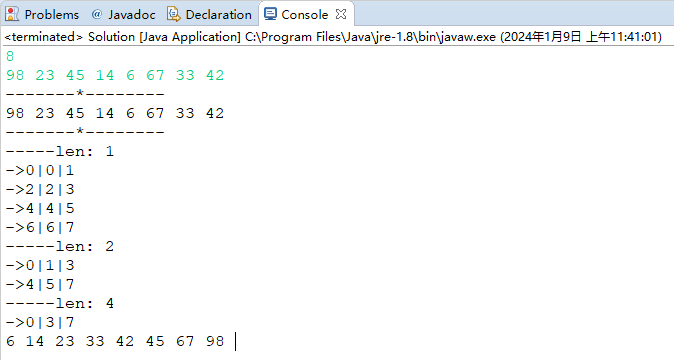 Problems @ Javadoc Declaration Console
<terminated> Solution [Java Application] C:\Program Files\Java\jre-1.8\bin\javaw.exe (2024年1月9日 上午11:41:01)
8
98 23 45 14 6 67 33 42
-------*--------
98 23 45 14 6 67 33 42
-------*--------
-----len: 1
->0|0|1
->2|2|3
->4|4|5
->6|6|7
-----len: 2
->0|1|3
->4|5|7
-----len: 4
->0|3|7
6 14 23 33 42 45 67 98